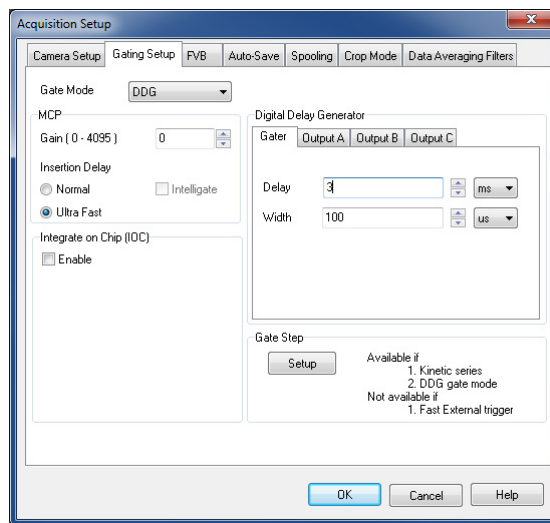 Acquisition Setup
Camera Setup
Gating Setup
FVB
Auto-Save
Spooling
Crop Mode
Data Averaging Filters
Gate Mode
DDG
MCP
Gain ( 0 - 4095 )
0
Insertion Delay
Normal
Intelligate
Ultra Fast
Integrate on Chip (IOC)
Enable
Digital Delay Generator
Gater
Output A
Output B
Output C
Delay
3
ms
Width
100
us
Gate Step
Setup
Available if
1. Kinetic series
2. DDG gate mode
Not available if
1. Fast External trigger
OK
Cancel
Help